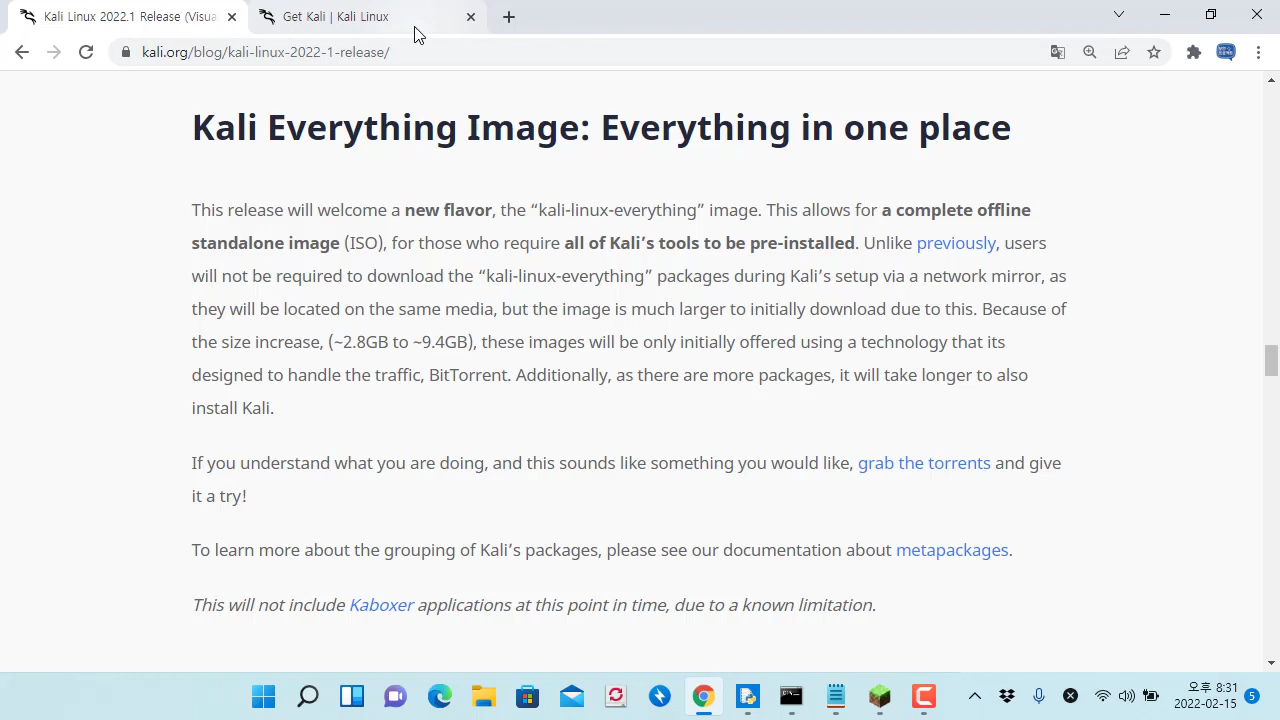 Kali Linux 2022.1 Release (Visua
Get Kali | Kali Linux
kali.org/blog/kali-linux-2022-1-release/
Kali Everything Image: Everything in one place
This release will welcome a new flavor, the “kali-linux-everything” image. This allows for a complete offline
standalone image (ISO), for those who require all of Kali’s tools to be pre-installed. Unlike previously, users
will not be required to download the “kali-linux-everything” packages during Kali’s setup via a network mirror, as
they will be located on the same media, but the image is much larger to initially download due to this. Because of
the size increase, (~2.8GB to ~9.4GB), these images will be only initially offered using a technology that its
designed to handle the traffic, BitTorrent. Additionally, as there are more packages, it will take longer to also
install Kali.
If you understand what you are doing, and this sounds like something you would like, grab the torrents and give
it a try!
To learn more about the grouping of Kali’s packages, please see our documentation about metapackages.
This will not include Kaboxer applications at this point in time, due to a known limitation.
오후 8:31
2022-02-15
5